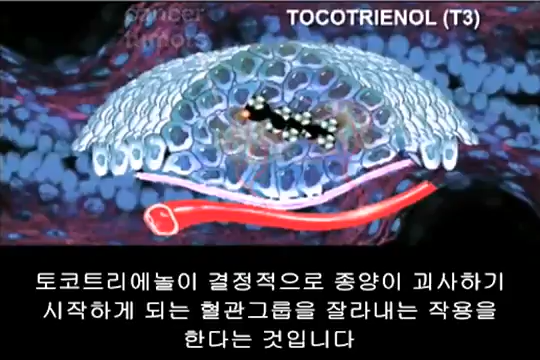 cancer
tumors
TOCOTRIENOL (T3)
토코트리에놀이 결정적으로 종양이 괴사하기
시작하게 되는 혈관그룹을 잘라내는 작용을
한다는 것입니다